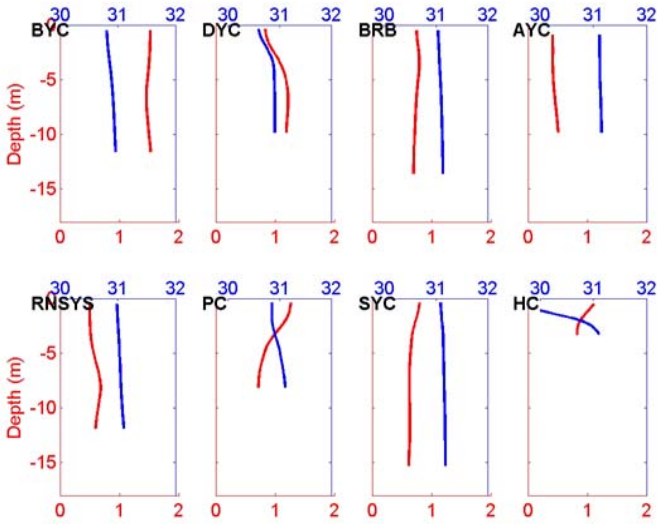 30 31 32 30 31 32 30 31 32 30 31 32
0 BYC DYC BRB AYC
-5
Depth (m)
-10
-15
0 1 2 0 1 2 0 1 2 0 1 2
30 31 32 30 31 32 30 31 32 30 31 32
0 RNSYS PC SYC HC
-5
Depth (m)
-10
-15
0 1 2 0 1 2 0 1 2 0 1 2